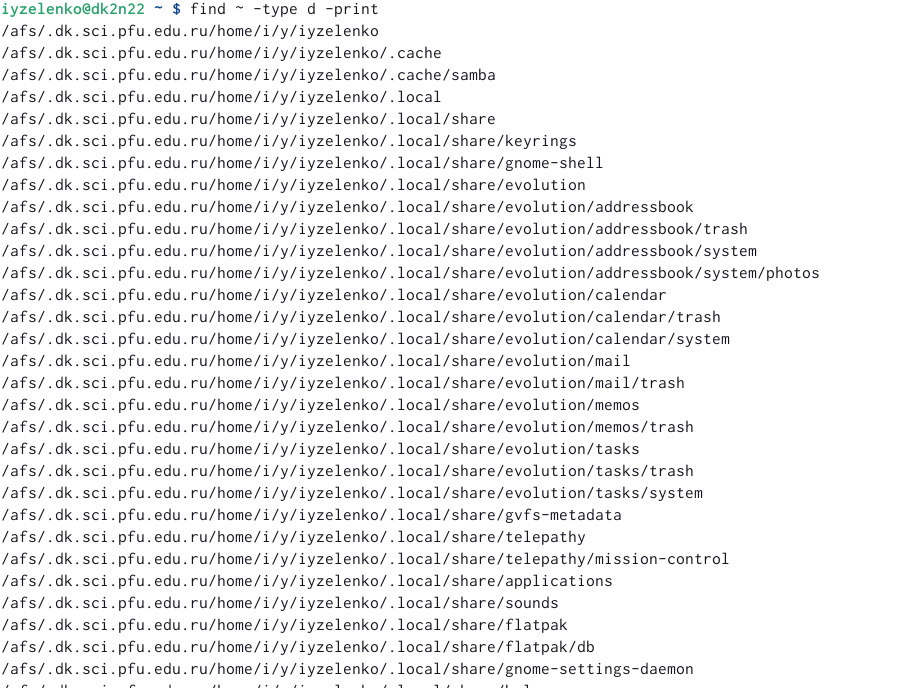 iyzelenko@dk2n22 ~ $ find ~ -type d -print
/afs/.dk.sci.pfu.edu.ru/home/i/y/iyzelenko
/afs/.dk.sci.pfu.edu.ru/home/i/y/iyzelenko/.cache
/afs/.dk.sci.pfu.edu.ru/home/i/y/iyzelenko/.cache/samba
/afs/.dk.sci.pfu.edu.ru/home/i/y/iyzelenko/.local
/afs/.dk.sci.pfu.edu.ru/home/i/y/iyzelenko/.local/share
/afs/.dk.sci.pfu.edu.ru/home/i/y/iyzelenko/.local/share/keyrings
/afs/.dk.sci.pfu.edu.ru/home/i/y/iyzelenko/.local/share/gnome-shell
/afs/.dk.sci.pfu.edu.ru/home/i/y/iyzelenko/.local/share/evolution
/afs/.dk.sci.pfu.edu.ru/home/i/y/iyzelenko/.local/share/evolution/addressbook
/afs/.dk.sci.pfu.edu.ru/home/i/y/iyzelenko/.local/share/evolution/addressbook/trash
/afs/.dk.sci.pfu.edu.ru/home/i/y/iyzelenko/.local/share/evolution/addressbook/system
/afs/.dk.sci.pfu.edu.ru/home/i/y/iyzelenko/.local/share/evolution/addressbook/system/photos
/afs/.dk.sci.pfu.edu.ru/home/i/y/iyzelenko/.local/share/evolution/calendar
/afs/.dk.sci.pfu.edu.ru/home/i/y/iyzelenko/.local/share/evolution/calendar/trash
/afs/.dk.sci.pfu.edu.ru/home/i/y/iyzelenko/.local/share/evolution/calendar/system
/afs/.dk.sci.pfu.edu.ru/home/i/y/iyzelenko/.local/share/evolution/mail
/afs/.dk.sci.pfu.edu.ru/home/i/y/iyzelenko/.local/share/evolution/mail/trash
/afs/.dk.sci.pfu.edu.ru/home/i/y/iyzelenko/.local/share/evolution/memos
/afs/.dk.sci.pfu.edu.ru/home/i/y/iyzelenko/.local/share/evolution/memos/trash
/afs/.dk.sci.pfu.edu.ru/home/i/y/iyzelenko/.local/share/evolution/tasks
/afs/.dk.sci.pfu.edu.ru/home/i/y/iyzelenko/.local/share/evolution/tasks/trash
/afs/.dk.sci.pfu.edu.ru/home/i/y/iyzelenko/.local/share/evolution/tasks/system
/afs/.dk.sci.pfu.edu.ru/home/i/y/iyzelenko/.local/share/gvfs-metadata
/afs/.dk.sci.pfu.edu.ru/home/i/y/iyzelenko/.local/share/telepathy
/afs/.dk.sci.pfu.edu.ru/home/i/y/iyzelenko/.local/share/telepathy/mission-control
/afs/.dk.sci.pfu.edu.ru/home/i/y/iyzelenko/.local/share/applications
/afs/.dk.sci.pfu.edu.ru/home/i/y/iyzelenko/.local/share/sounds
/afs/.dk.sci.pfu.edu.ru/home/i/y/iyzelenko/.local/share/flatpak
/afs/.dk.sci.pfu.edu.ru/home/i/y/iyzelenko/.local/share/flatpak/db
/afs/.dk.sci.pfu.edu.ru/home/i/y/iyzelenko/.local/share/gnome-settings-daemon